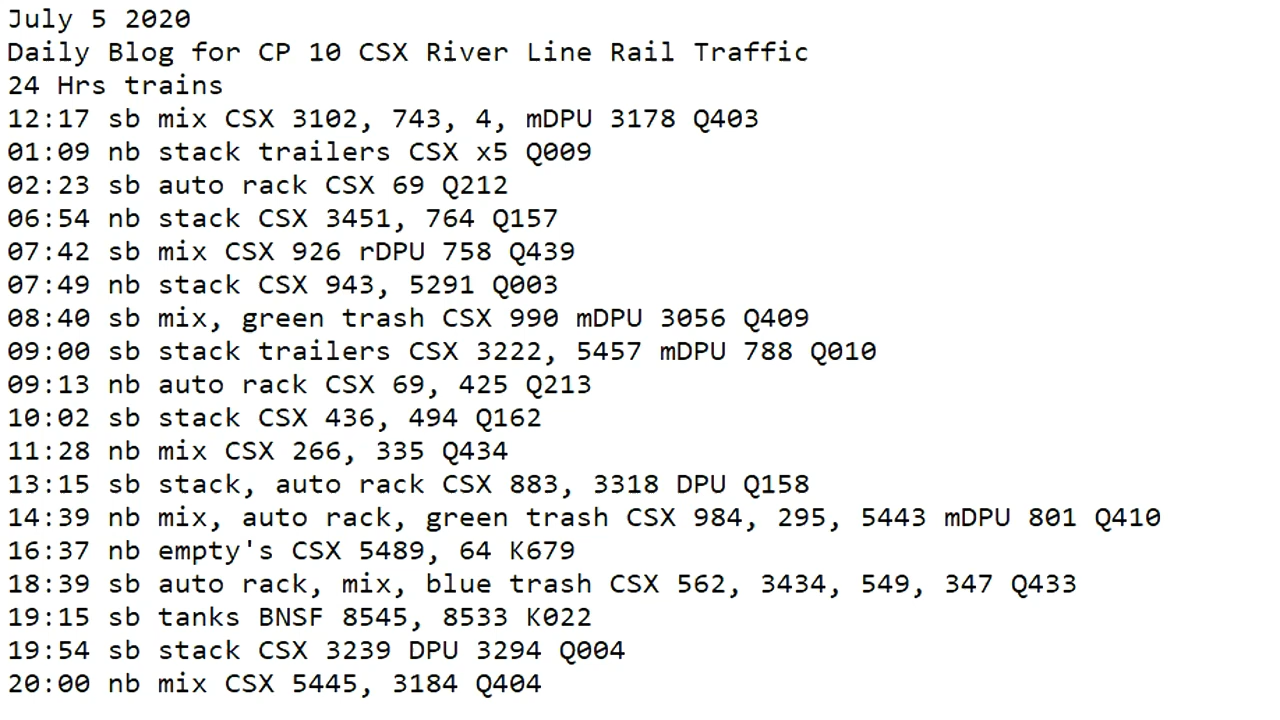 July 5 2020
Daily Blog for CP 10 CSX River Line Rail Traffic
24 Hrs trains
12:17 sb mix CSX 3102, 743, 4, mDPU 3178 Q403
01:09 nb stack trailers CSX x5 Q009
02:23 sb auto rack CSX 69 Q212
06:54 nb stack CSX 3451, 764 Q157
07:42 sb mix CSX 926 rDPU 758 Q439
07:49 nb stack CSX 943, 5291 Q003
08:40 sb mix, green trash CSX 990 mDPU 3056 Q409
09:00 sb stack trailers CSX 3222, 5457 mDPU 788 Q010
09:13 nb auto rack CSX 69, 425 Q213
10:02 sb stack CSX 436, 494 Q162
11:28 nb mix CSX 266, 335 Q434
13:15 sb stack, auto rack CSX 883, 3318 DPU Q158
14:39 nb mix, auto rack, green trash CSX 984, 295, 5443 mDPU 801 Q410
16:37 nb empty's CSX 5489, 64 K679
18:39 sb auto rack, mix, blue trash CSX 562, 3434, 549, 347 Q433
19:15 sb tanks BNSF 8545, 8533 K022
19:54 sb stack CSX 3239 DPU 3294 Q004
20:00 nb mix CSX 5445, 3184 Q404